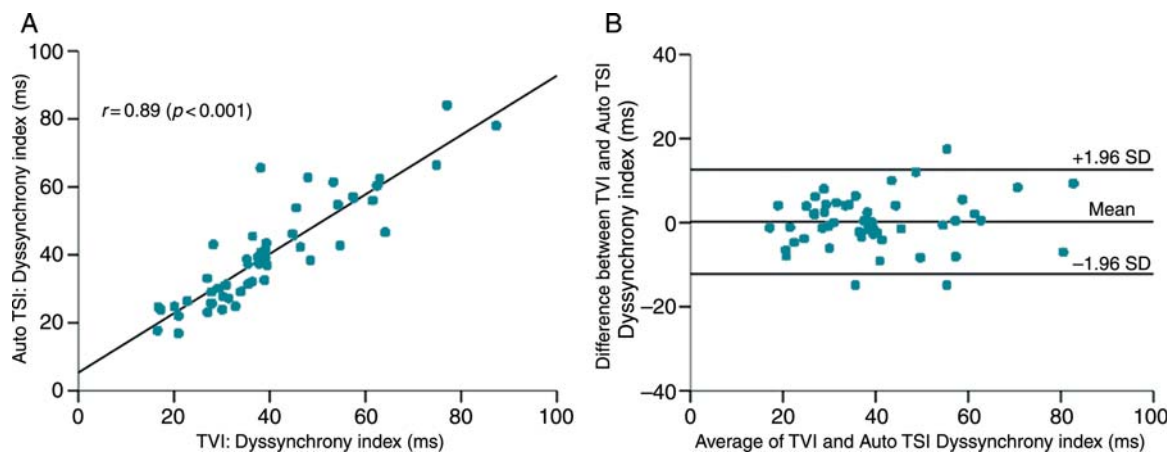 A
Auto TSI: Dyssynchrony index (ms)
100
80
60
40
20
0
r = 0.89 (p < 0.001)
0 20 40 60 80 100
TVI: Dyssynchrony index (ms)
B
Difference between TVI and Auto TSI
Dyssynchrony index (ms)
40
20
0
−20
−40
+1.96 SD
Mean
−1.96 SD
0 20 40 60 80 100
Average of TVI and Auto TSI Dyssynchrony index (ms)